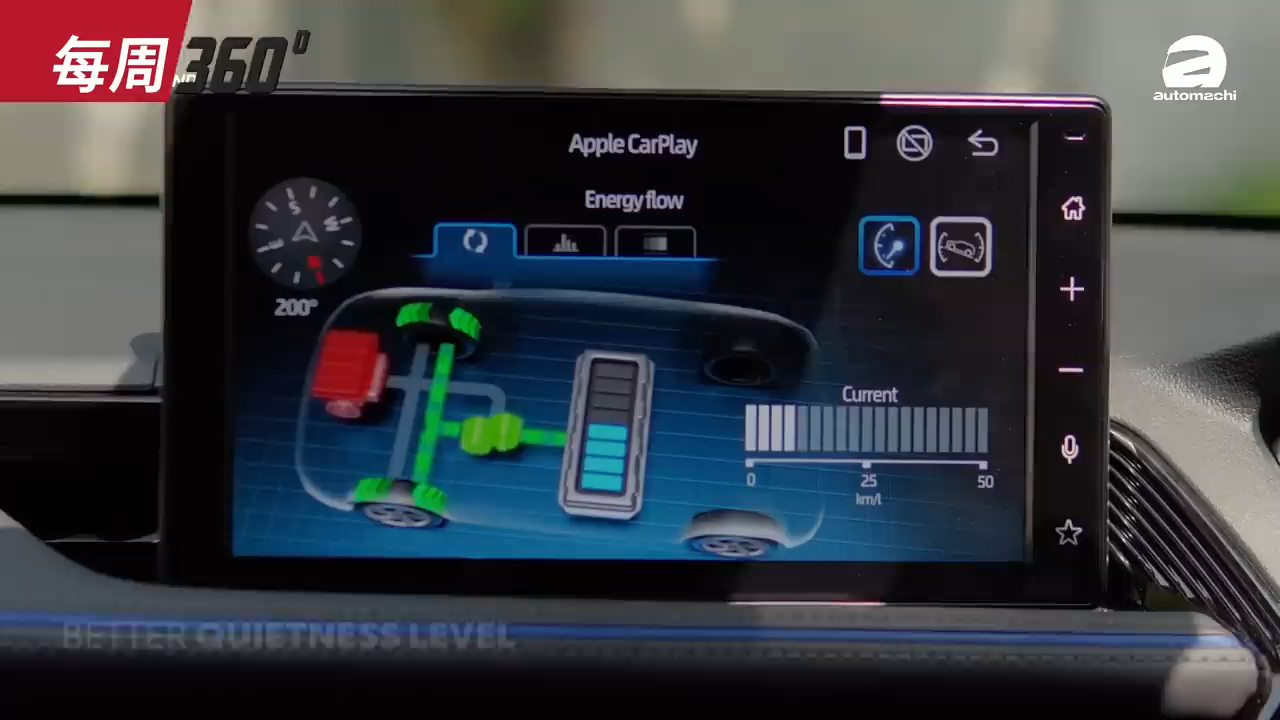 每周360°
automachi
Apple CarPlay
Energy flow
S
W
200°
Current
0 25 50
km/l
BETTER QUIETNESS LEVEL